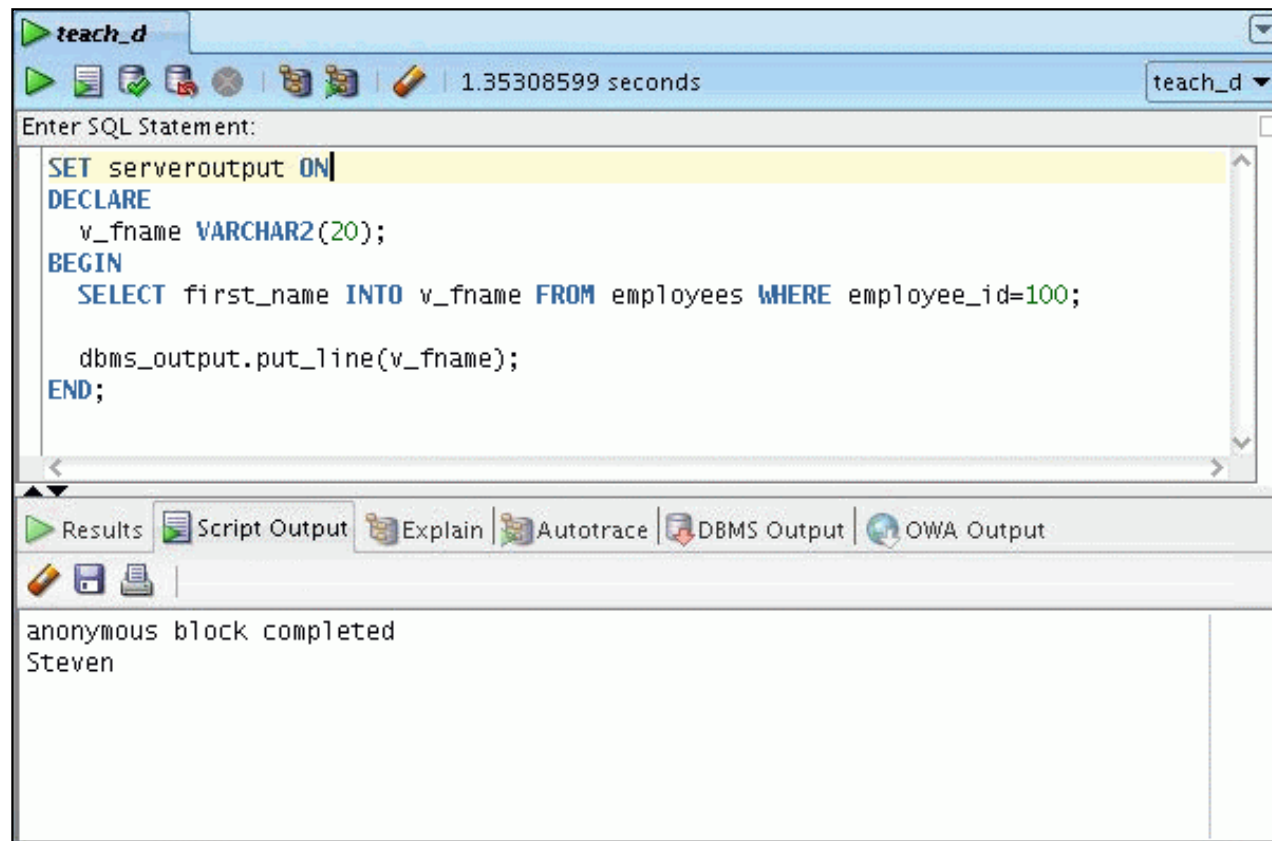 teach_d
1.35308599 seconds
teach_d
Enter SQL Statement:
SET serveroutput ON
DECLARE
v_fname VARCHAR2(20);
BEGIN
SELECT first_name INTO v_fname FROM employees WHERE employee_id=100;
dbms_output.put_line(v_fname);
END;
Results Script Output Explain Autotrace DBMS Output OWA Output
anonymous block completed
Steven